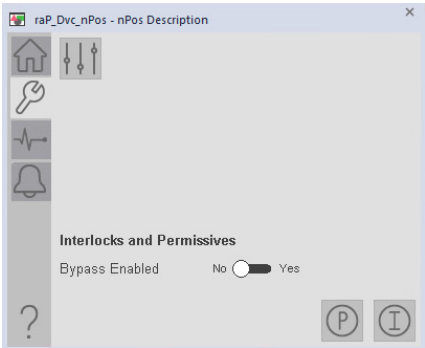 raP_Dvc_nPos - nPos Description
Interlocks and Permissives
Bypass Enabled No Yes
? P I